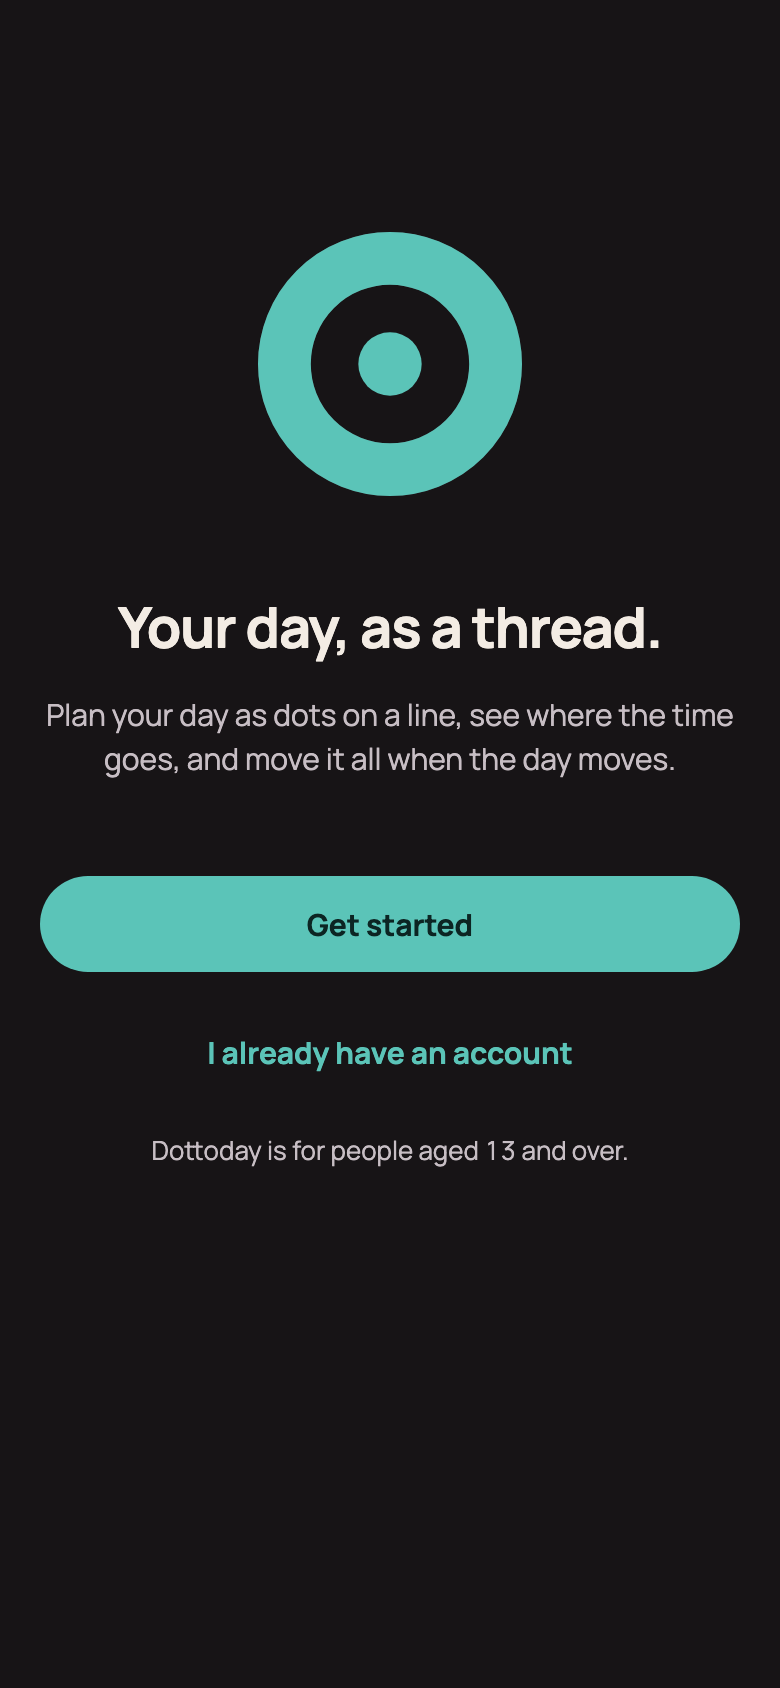 Your day, as a thread.
Plan your day as dots on a line, see where the time
goes, and move it all when the day moves.
Get started
I already have an account
Dottoday is for people aged 13 and over.